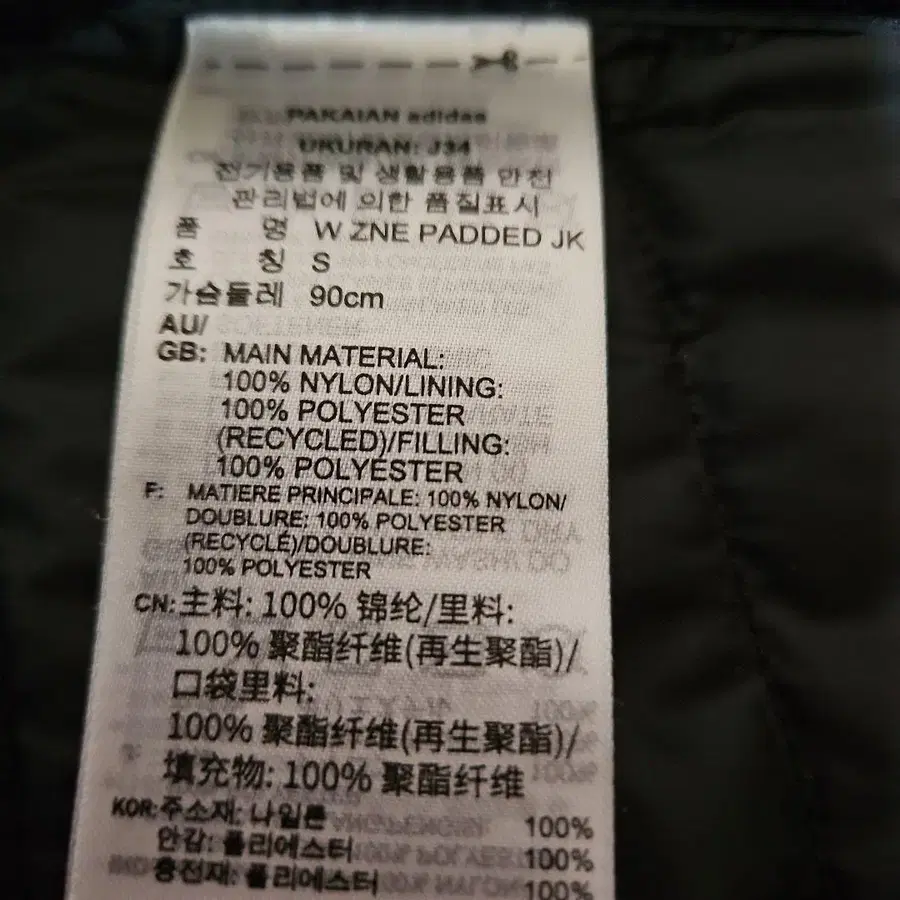 PAKAIAN adidas
UKURAN: J34
전기용품 및 생활용품 안전
관리법에 의한 품질표시
품 명 W ZNE PADDED JK
호 칭 S
가슴둘레 90cm
AU/
GB: MAIN MATERIAL:
100% NYLON/LINING:
100% POLYESTER
(RECYCLED)/FILLING:
100% POLYESTER
F: MATIERE PRINCIPALE: 100% NYLON/
DOUBLURE: 100% POLYESTER
(RECYCLÉ)/DOUBLURE:
100% POLYESTER
CN: 主料: 100% 锦纶/里料:
100% 聚酯纤维(再生聚酯)/
口袋里料:
100% 聚酯纤维(再生聚酯)/
填充物: 100% 聚酯纤维
KOR: 주소재: 나일론 100%
안감: 폴리에스터 100%
충전재: 폴리에스터 100%